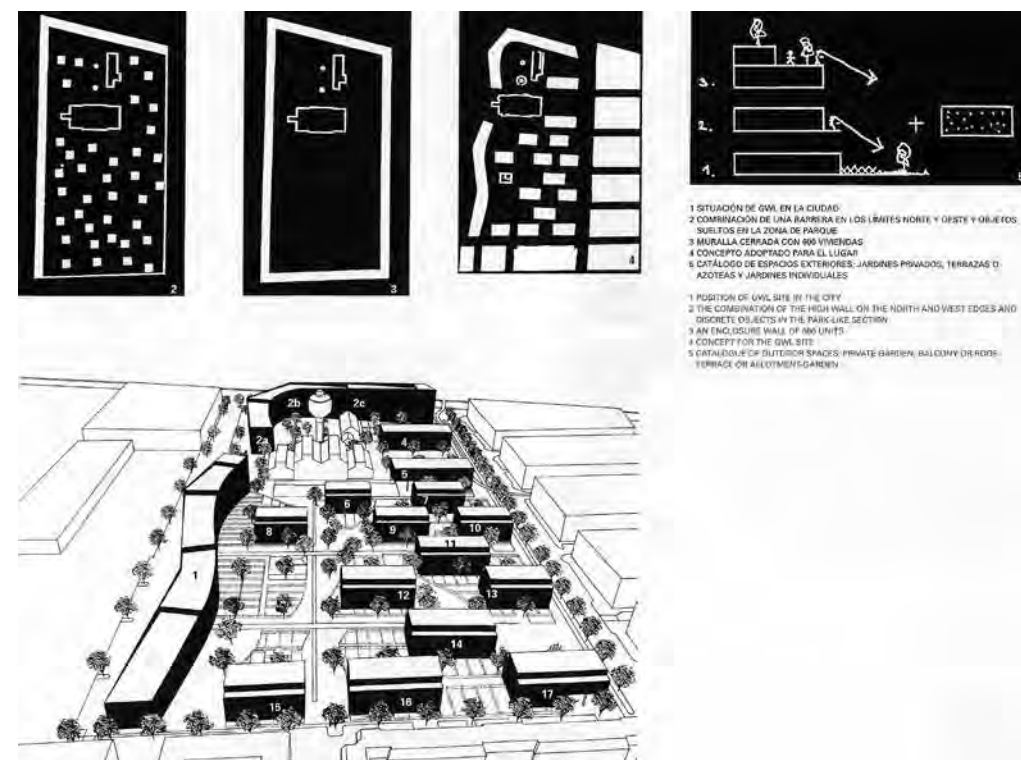 2
3
4
3.
2.
1.
+
5
1 SITUACIÓN DE GWL EN LA CIUDAD
2 COMBINACIÓN DE UNA BARRERA EN LOS LÍMITES NORTE Y OESTE Y OBJETOS
SUELTOS EN LA ZONA DE PARQUE
3 MURALLA CERRADA CON 600 VIVIENDAS
4 CONCEPTO ADOPTADO PARA EL LUGAR
5 CATÁLOGO DE ESPACIOS EXTERIORES: JARDINES PRIVADOS, TERRAZAS O
AZOTEAS Y JARDINES INDIVIDUALES
1 POSITION OF GWL SITE IN THE CITY
2 THE COMBINATION OF THE HIGH WALL ON THE NORTH AND WEST EDGES AND
DISCRETE OBJECTS IN THE PARK-LIKE SECTION
3 AN ENCLOSURE WALL OF 600 UNITS
4 CONCEPT FOR THE GWL SITE
5 CATALOGUE OF OUTDOOR SPACES: PRIVATE GARDEN, BALCONY OR ROOF-
TERRACE OR ALLOTMENT-GARDEN
2b
2c
2a
4
5
6
7
8
9
10
11
1
12
13
14
15
16
17